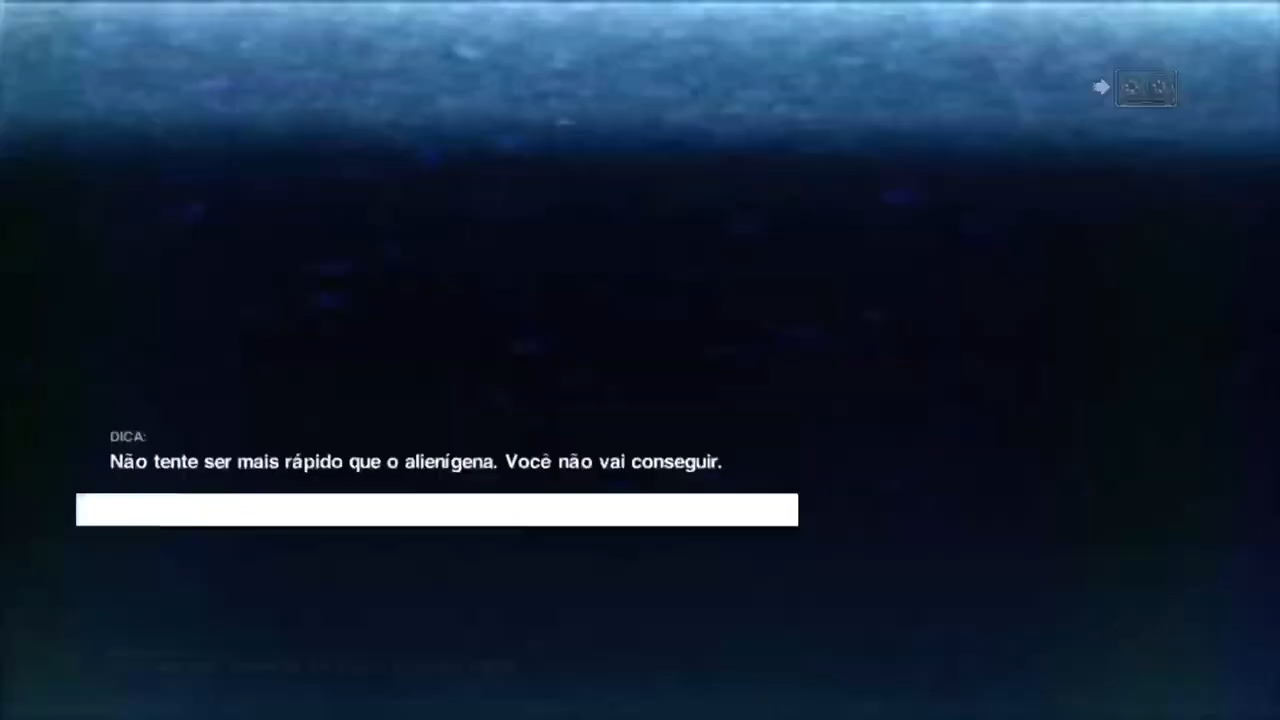 DICA:
Não tente ser mais rápido que o alienígena. Você não vai conseguir.